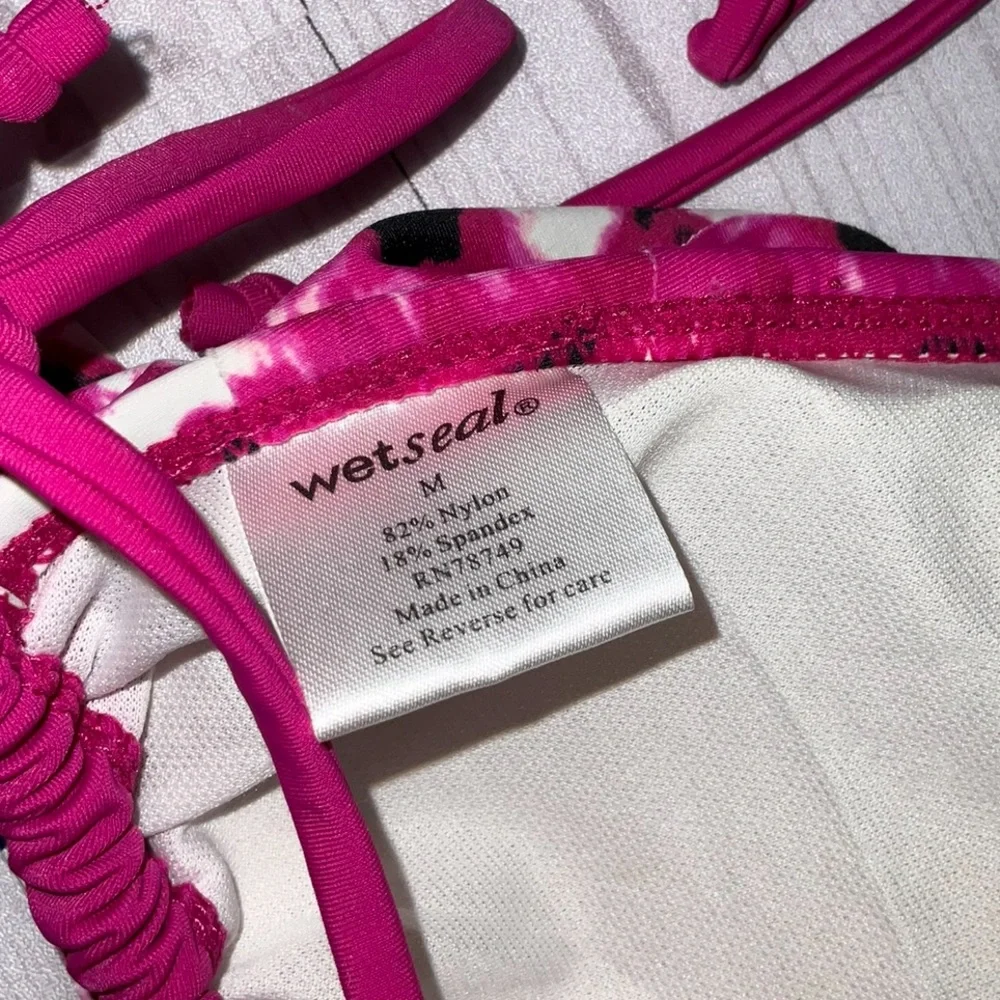 wetseal®
M
82% Nylon
18% Spandex
RN78749
Made in China
See Reverse for care